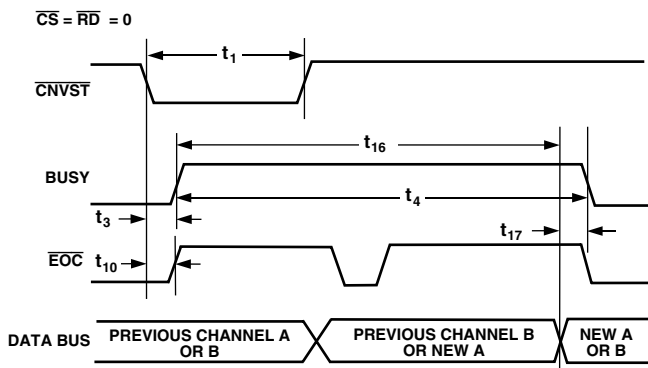 CS = RD = 0
t1
CNVST
t16
BUSY
t4
t3
t17
EOC
t10
DATA BUS
PREVIOUS CHANNEL A
OR B
PREVIOUS CHANNEL B
OR NEW A
NEW A
OR B